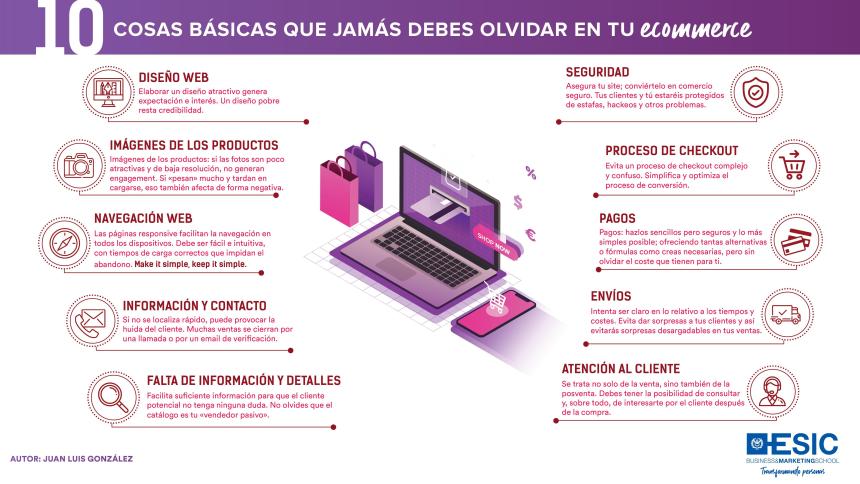 10 COSAS BÁSICAS QUE JAMÁS DEBES OLVIDAR EN TU ecommerce
DISEÑO WEB
Elaborar un diseño atractivo genera
expectación e interés. Un diseño pobre
resta credibilidad.
IMÁGENES DE LOS PRODUCTOS
Imágenes de los productos: si las fotos son poco
atractivas y de baja resolución, no generan
engagement. Si «pesan» mucho y tardan en
cargarse, eso también afecta de forma negativa.
NAVEGACIÓN WEB
Las páginas responsive facilitan la navegación en
todos los dispositivos. Debe ser fácil e intuitiva,
con tiempos de carga correctos que impidan el
abandono. Make it simple, keep it simple.
INFORMACIÓN Y CONTACTO
Si no se localiza rápido, puede provocar la
huida del cliente. Muchas ventas se cierran por
una llamada o por un email de verificación.
FALTA DE INFORMACIÓN Y DETALLES
Facilita suficiente información para que el cliente
potencial no tenga ninguna duda. No olvides que el
catálogo es tu «vendedor pasivo».
SHOP NOW
%
$
€
SEGURIDAD
Asegura tu site; conviértelo en comercio
seguro. Tus clientes y tú estaréis protegidos
de estafas, hackeos y otros problemas.
PROCESO DE CHECKOUT
Evita un proceso de checkout complejo
y confuso. Simplifica y optimiza el
proceso de conversión.
PAGOS
Pagos: hazlos sencillos pero seguros y lo más
simples posible; ofreciendo tantas alternativas
o fórmulas como creas necesarias, pero sin
olvidar el coste que tienen para ti.
ENVÍOS
Intenta ser claro en lo relativo a los tiempos y
costes. Evita dar sorpresas a tus clientes y así
evitarás sorpresas desargadables en tus ventas.
ATENCIÓN AL CLIENTE
Se trata no solo de la venta, sino también de la
posventa. Debes tener la posibilidad de consultar
y, sobre todo, de interesarte por el cliente después
de la compra.
AUTOR: JUAN LUIS GONZÁLEZ
ESIC
BUSINESS&MARKETINGSCHOOL
Transformando personas